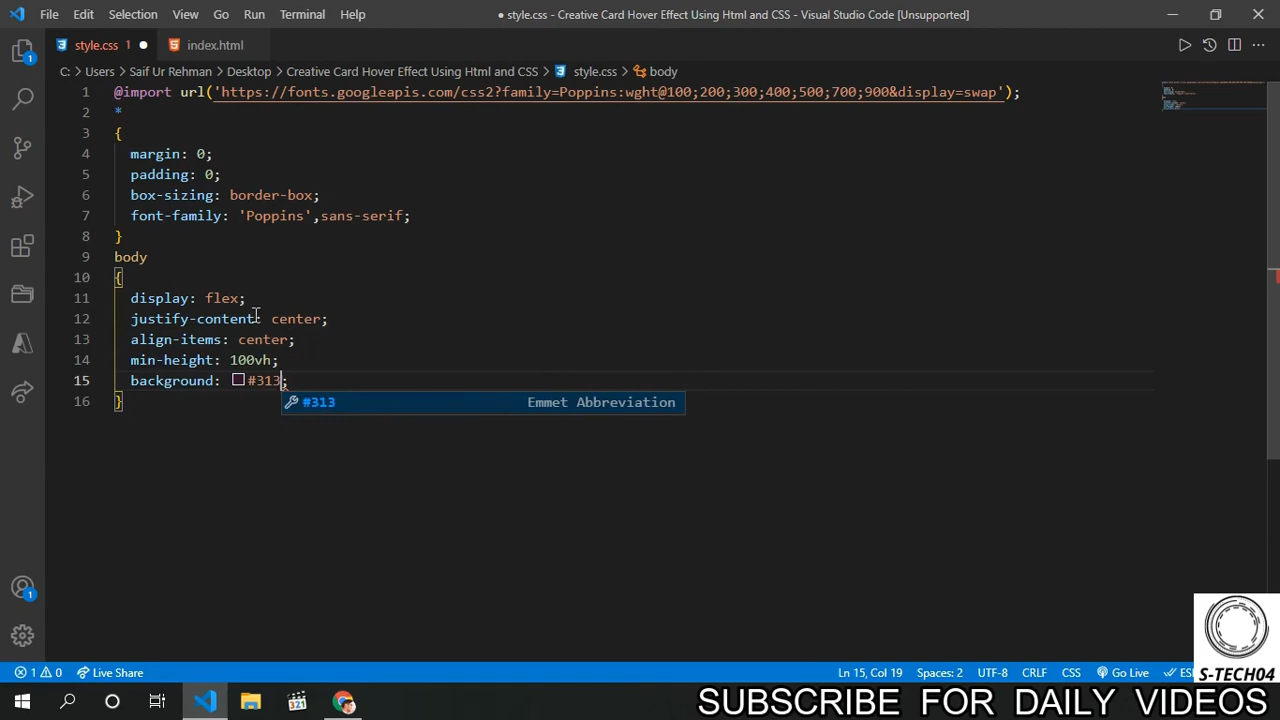 File Edit Selection View Go Run Terminal Help
● style.css - Creative Card Hover Effect Using Html and CSS - Visual Studio Code [Unsupported]
style.css 1 ● index.html
C: > Users > Saif Ur Rehman > Desktop > Creative Card Hover Effect Using Html and CSS > style.css > body
1 @import url('https://fonts.googleapis.com/css2?family=Poppins:wght@100;200;300;400;500;700;900&display=swap');
2 *
3 {
4 margin: 0;
5 padding: 0;
6 box-sizing: border-box;
7 font-family: 'Poppins',sans-serif;
8 }
9 body
10 {
11 display: flex;
12 justify-content: center;
13 align-items: center;
14 min-height: 100vh;
15 background: #313;
#313 Emmet Abbreviation
16 }
1
1
S-TECH04
1 0 Live Share Ln 15, Col 19 Spaces: 2 UTF-8 CRLF CSS Go Live
SUBSCRIBE FOR DAILY VIDEOS